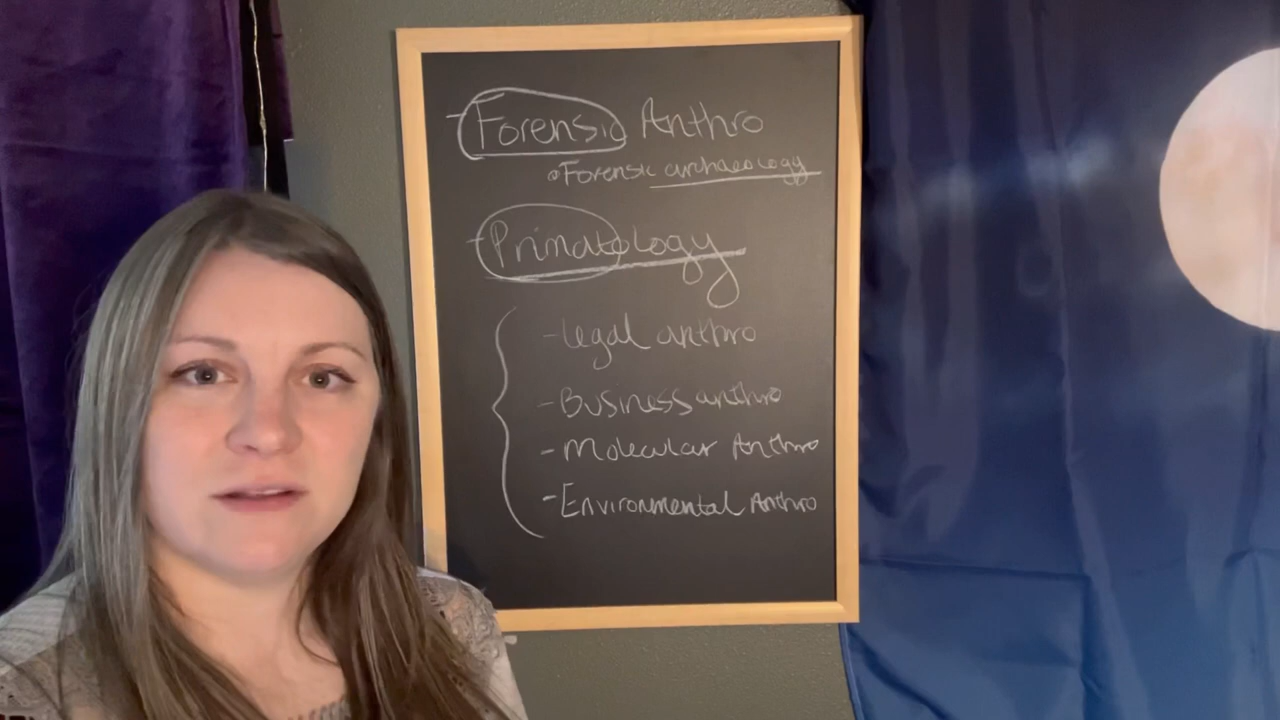 - Forensic Anthro
• Forensic archaeology
- Primatology
- Legal anthro
- Business anthro
- Molecular Anthro
- Environmental Anthro